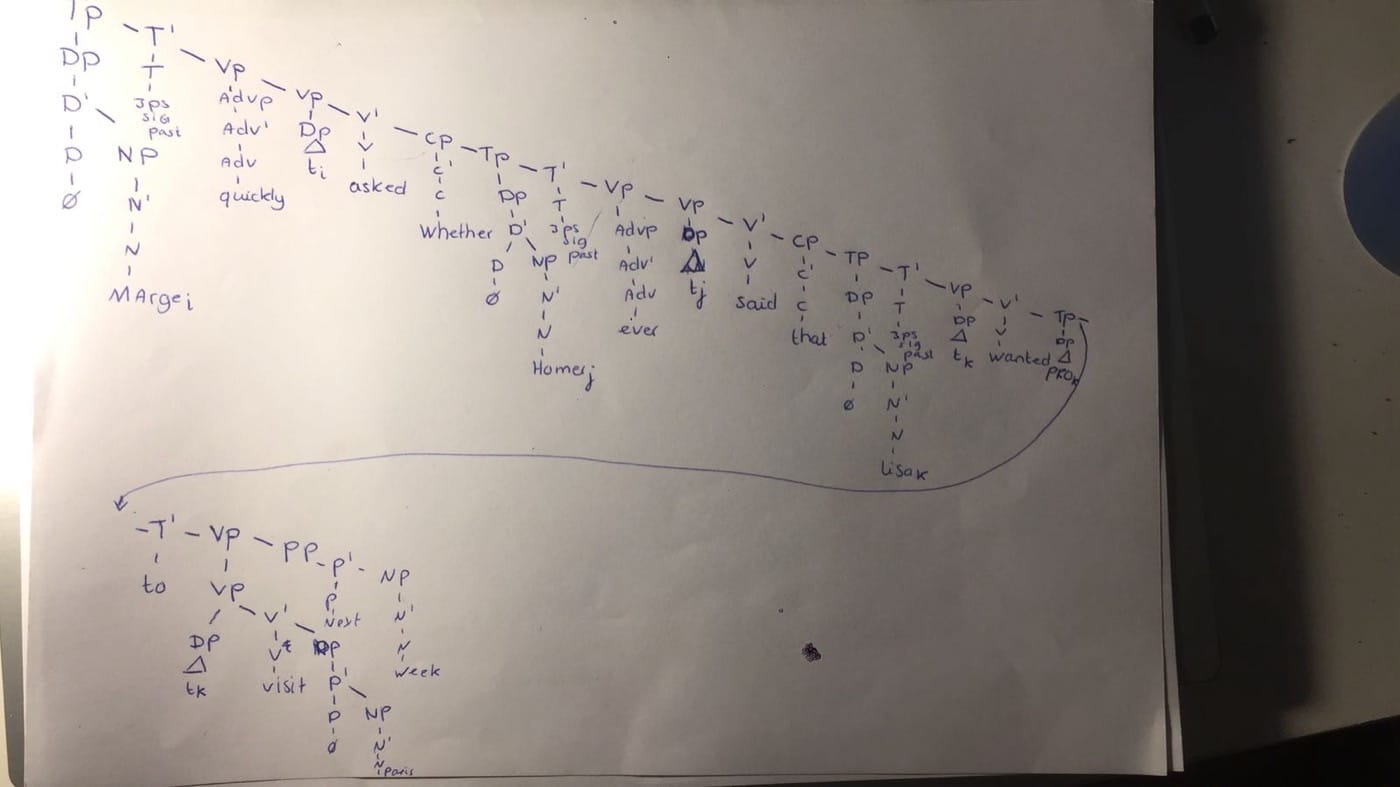 TP T'
DP T VP
D' 3ps AdvP VP V'
sig
past Adv' DP V CP TP T'
D NP Adv ti asked C' DP T VP VP V'
Ø N' quickly C D' 3ps AdvP DP V CP TP T'
N whether D NP sig Adv' tj said C' DP T VP V' TP
MArgei Ø N' past Adv C D' 3ps DP V DP
N ever that D NP sig tk wanted PROk
Homerj Ø N' past
N
Lisak
T' VP PP P' NP
to VP P N'
DP V' Next N
tk V DP week
visit D'
D NP
Ø N'
N
Paris